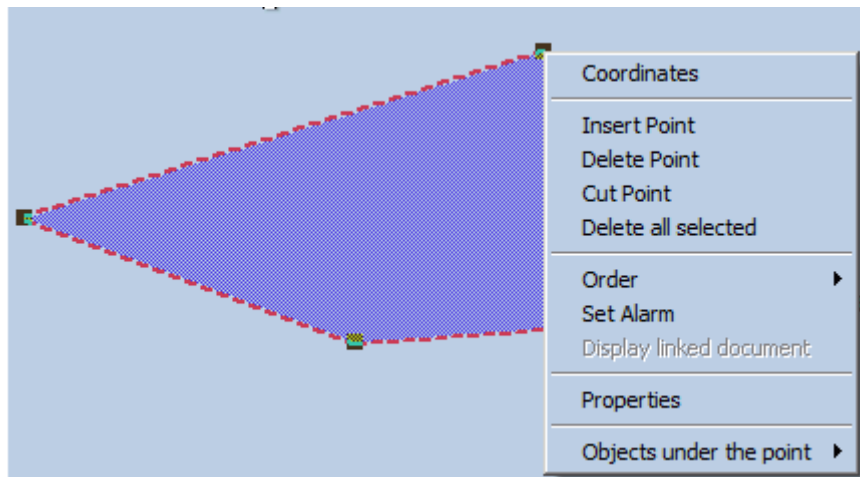 Coordinates
Insert Point
Delete Point
Cut Point
Delete all selected
Order
Set Alarm
Display linked document
Properties
Objects under the point